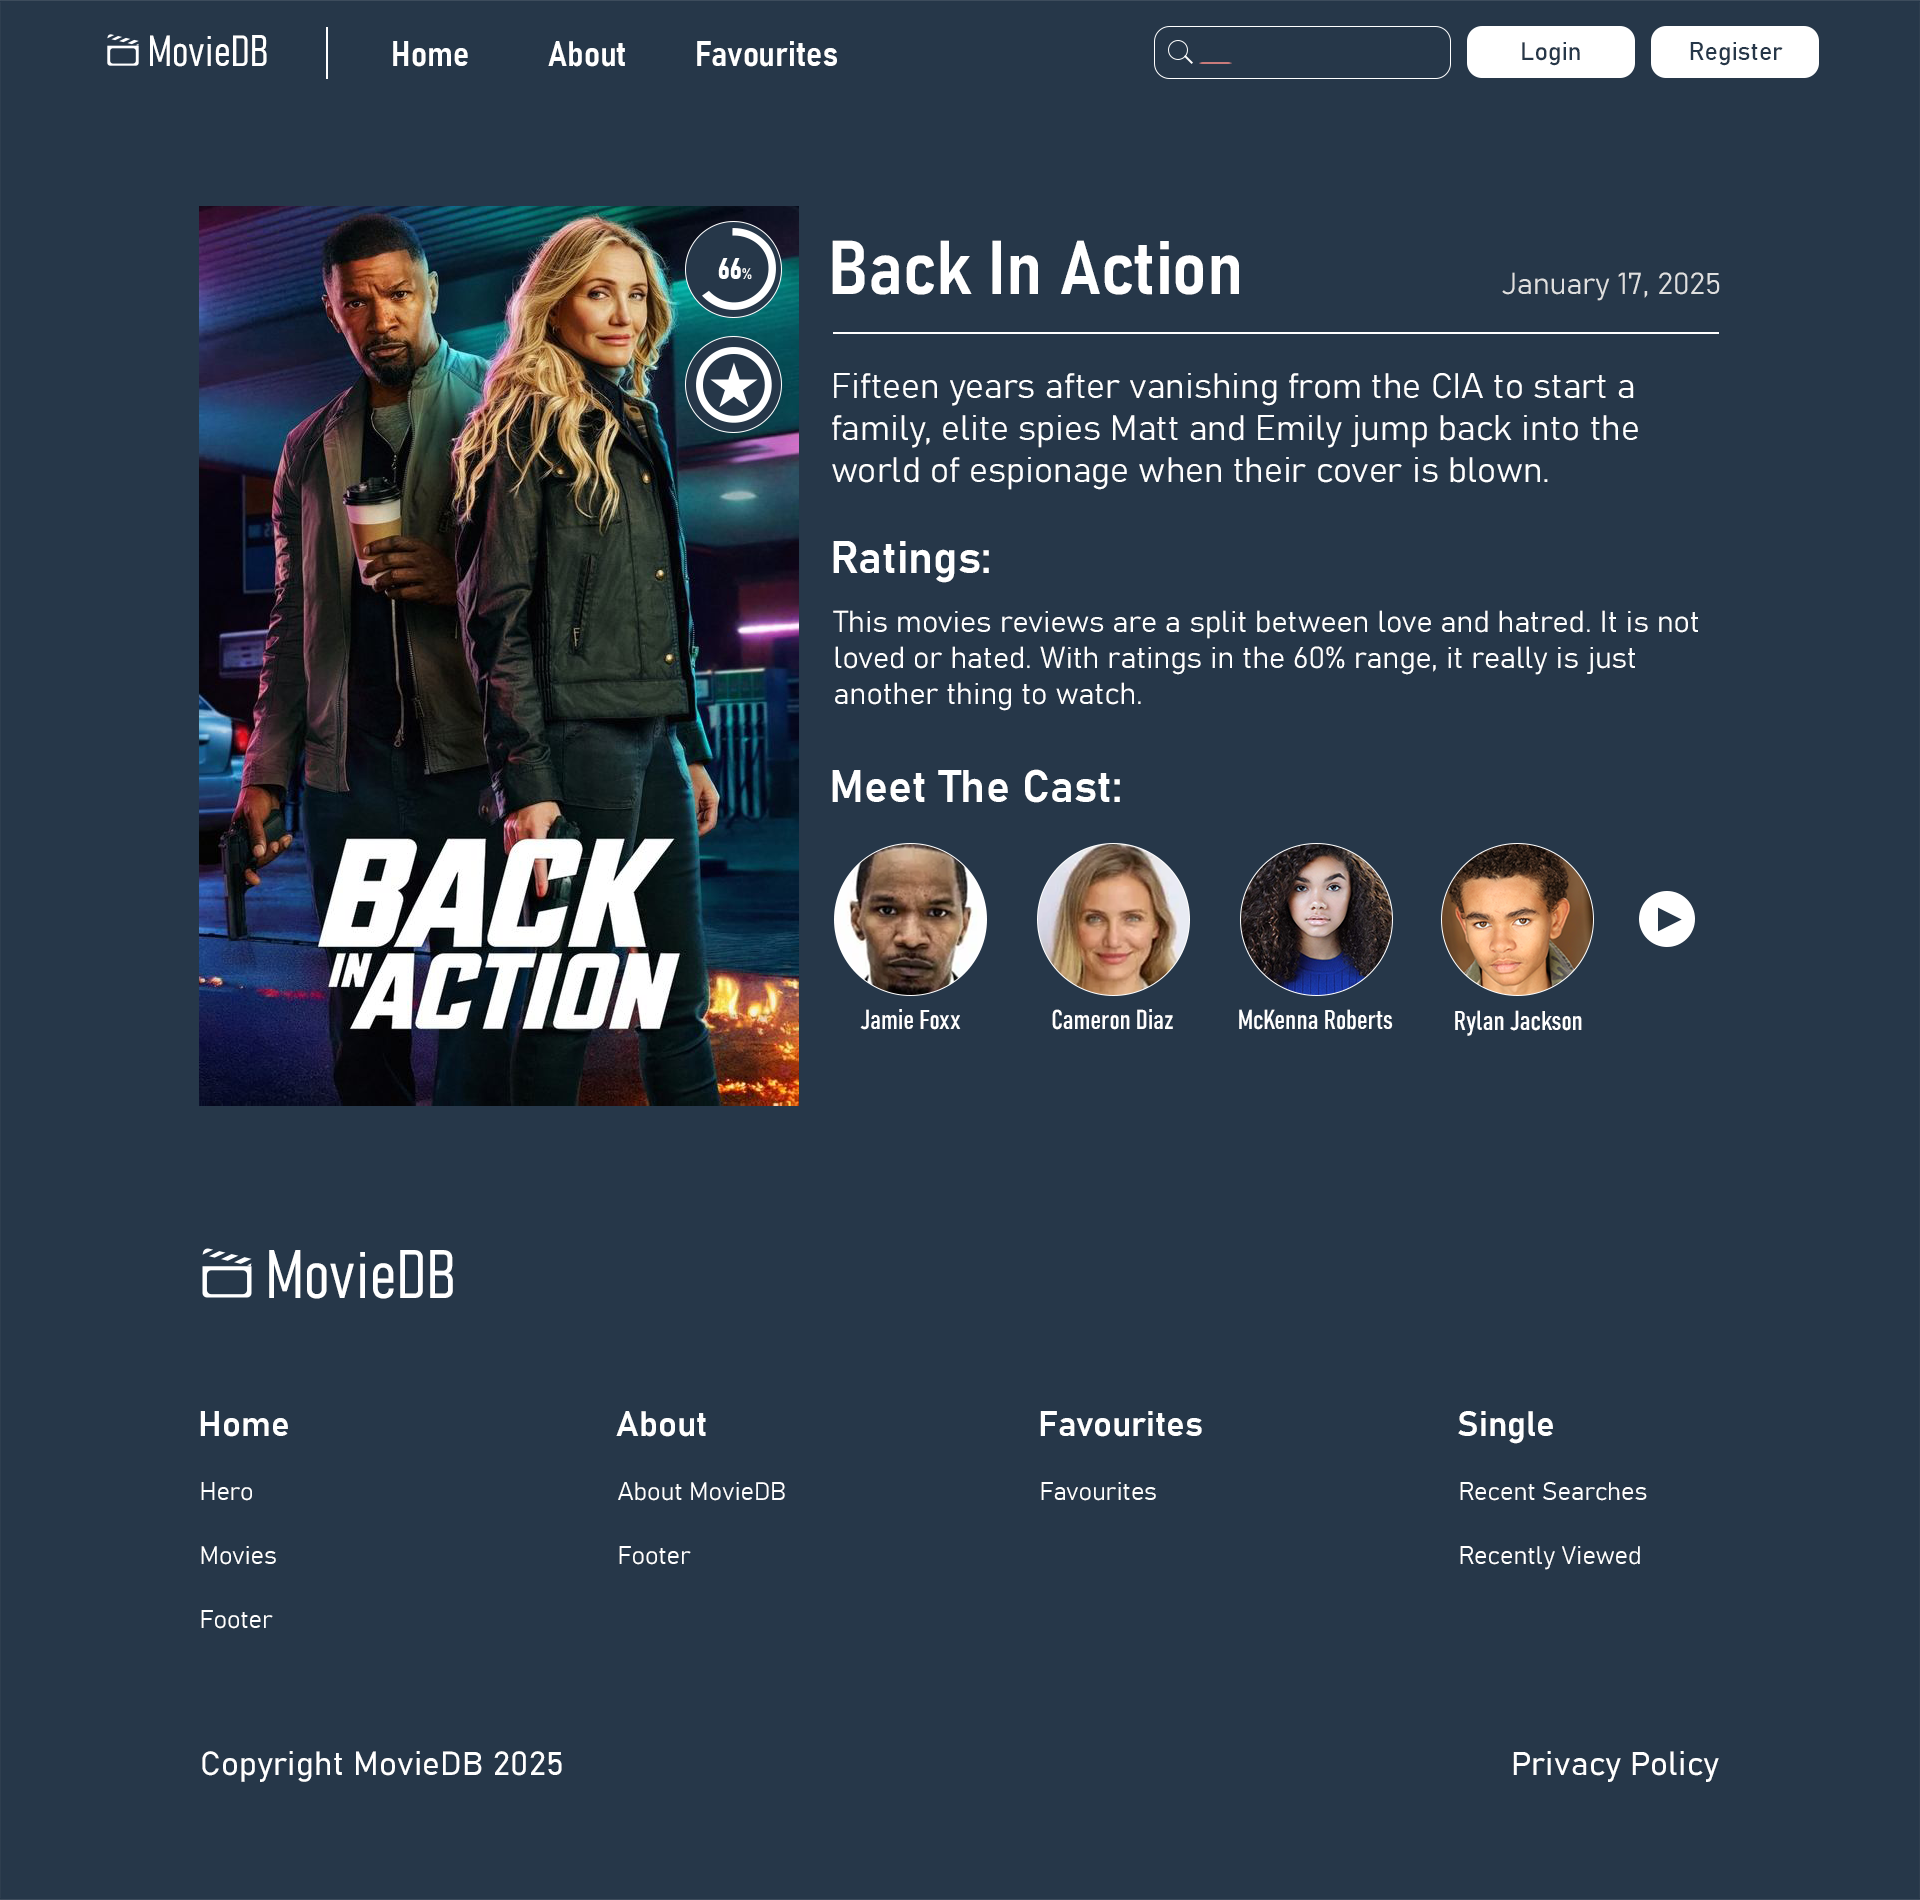 MovieDB
Home
About
Favourites
Login
Register
66%
BACK
IN ACTION
Back In Action
January 17, 2025
Fifteen years after vanishing from the CIA to start a
family, elite spies Matt and Emily jump back into the
world of espionage when their cover is blown.
Ratings:
This movies reviews are a split between love and hatred. It is not
loved or hated. With ratings in the 60% range, it really is just
another thing to watch.
Meet The Cast:
Jamie Foxx
Cameron Diaz
McKenna Roberts
Rylan Jackson
MovieDB
Home
Hero
Movies
Footer
About
About MovieDB
Footer
Favourites
Favourites
Single
Recent Searches
Recently Viewed
Copyright MovieDB 2025
Privacy Policy